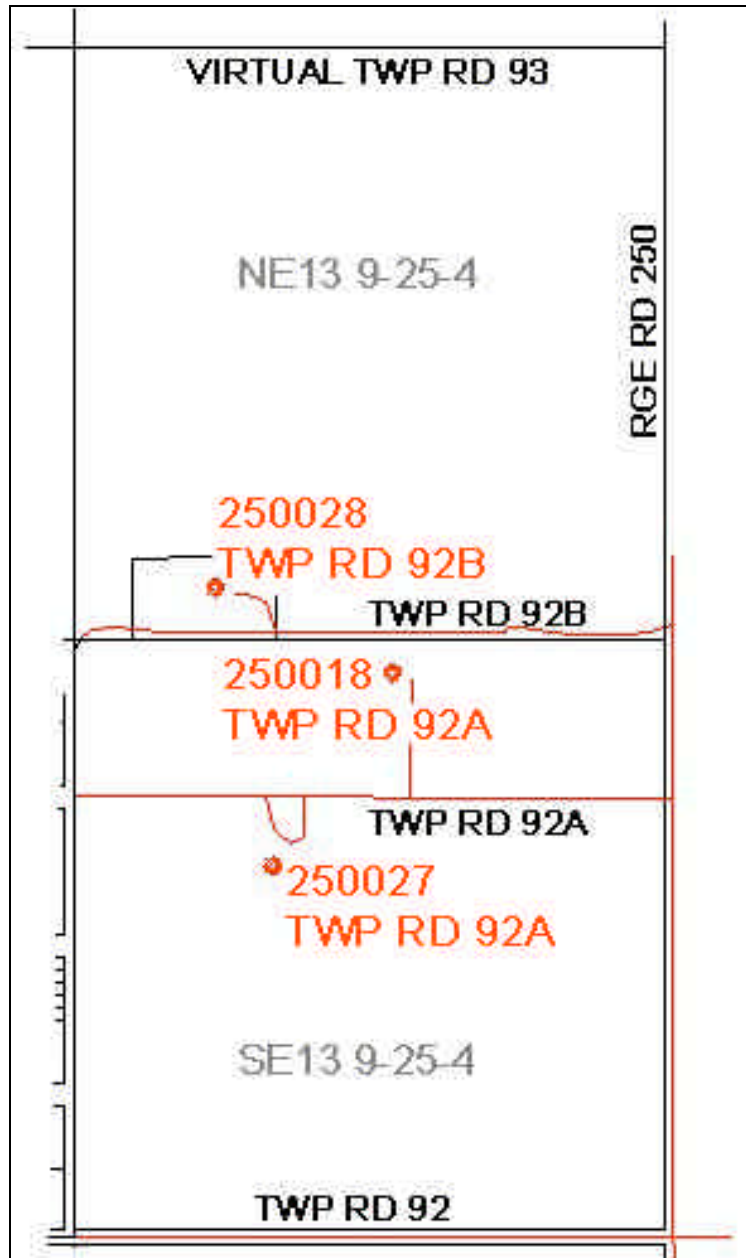 VIRTUAL TWP RD 93
NE13 9-25-4
RGE RD 250
250028
TWP RD 92B
TWP RD 92B
250018
TWP RD 92A
TWP RD 92A
250027
TWP RD 92A
SE13 9-25-4
TWP RD 92